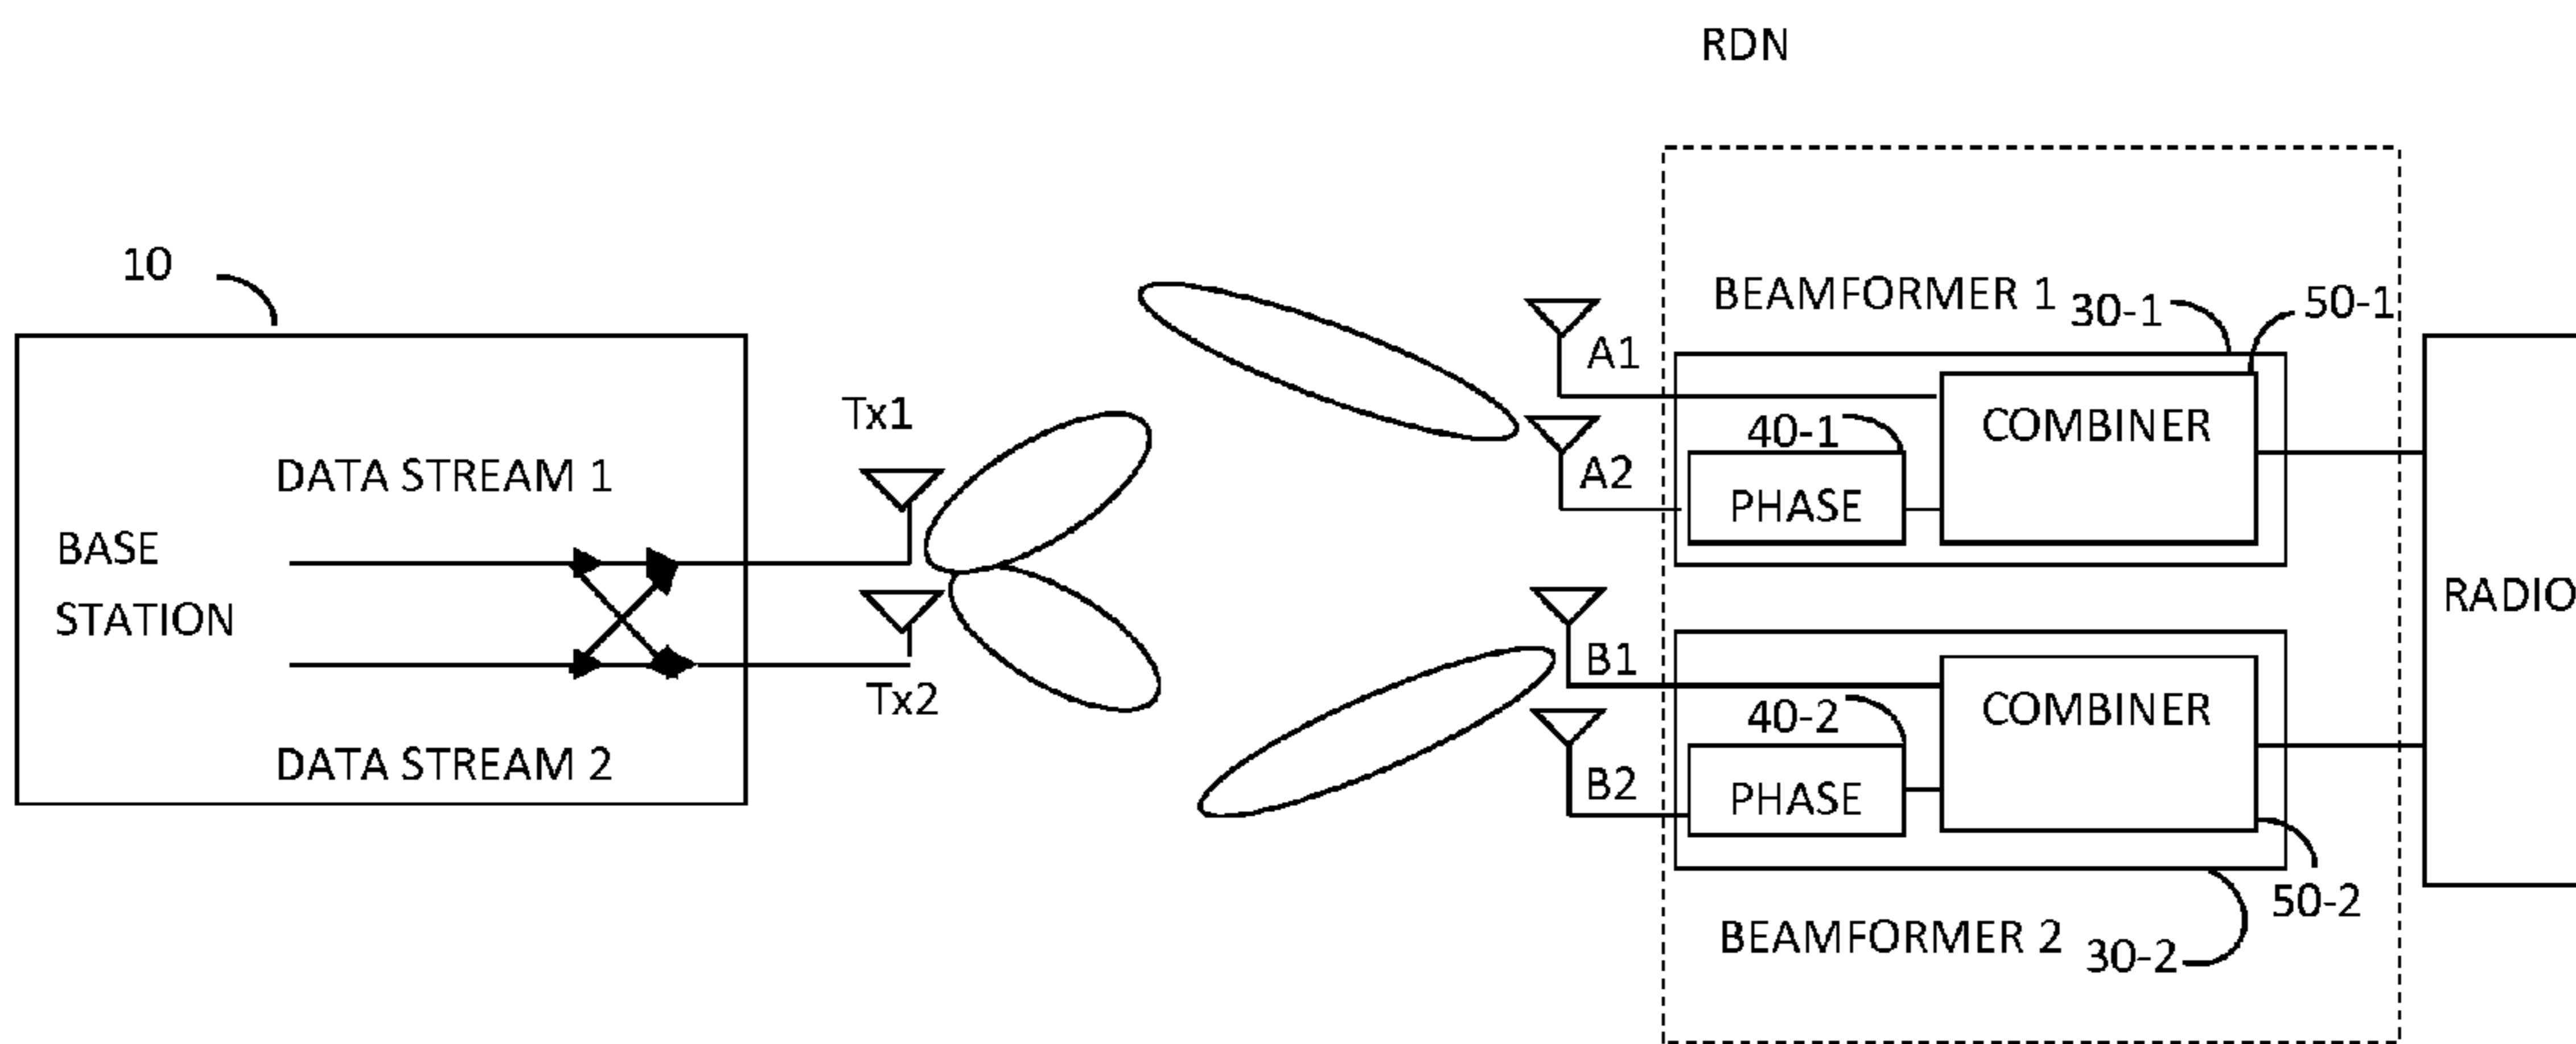 RDN
10
BEAMFORMER 1
30-1
50-1
A1
Tx1
40-1
COMBINER
DATA STREAM 1
A2
PHASE
BASE
STATION
RADIO
B1
Tx2
40-2
COMBINER
DATA STREAM 2
B2
PHASE
50-2
BEAMFORMER 2
30-2